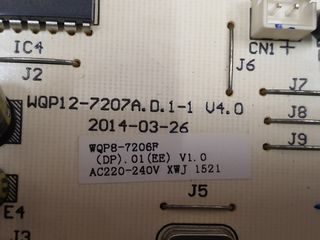 IC4
J2
CN1
+
J6
WQP12-7207A.D.1-1 V4.0
J7
2014-03-26
J8
WQP8-7206F
(DP).01(EE) V1.0
AC220-240V XWJ 1521
J9
J5
E4
J3